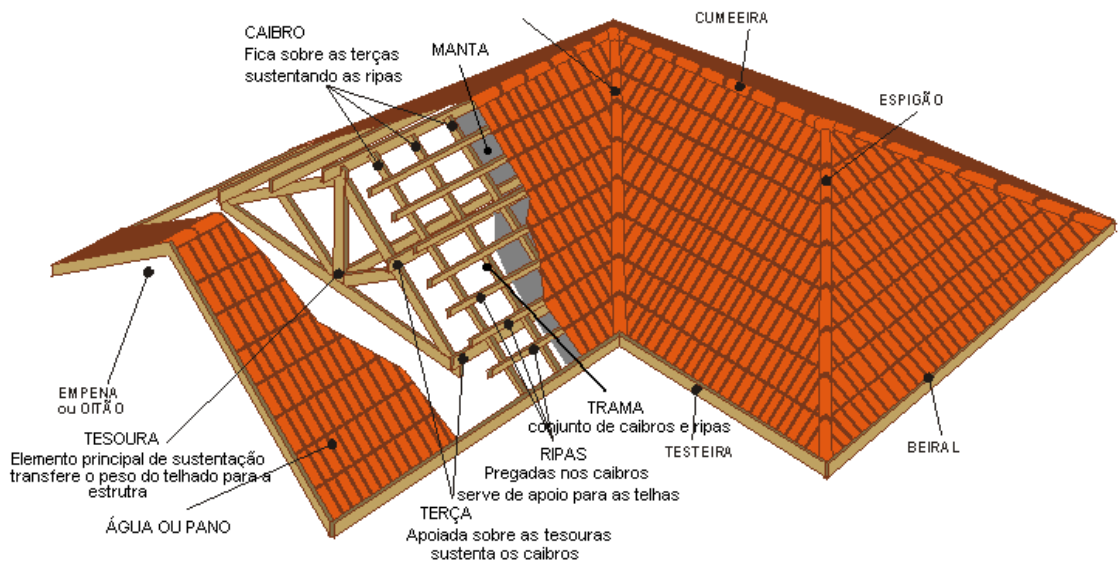 CUMEEIRA
CAIBRO
Fica sobre as terças
sustentando as ripas
MANTA
ESPIGÃO
EMPENA
ou OITÃO
TESOURA
Elemento principal de sustentação
transfere o peso do telhado para a
estrutra
ÁGUA OU PANO
TRAMA
conjunto de caibros e ripas
RIPAS
Pregadas nos caibros
serve de apoio para as telhas
TERÇA
Apoiada sobre as tesouras
sustenta os caibros
TESTEIRA
BEIRAL